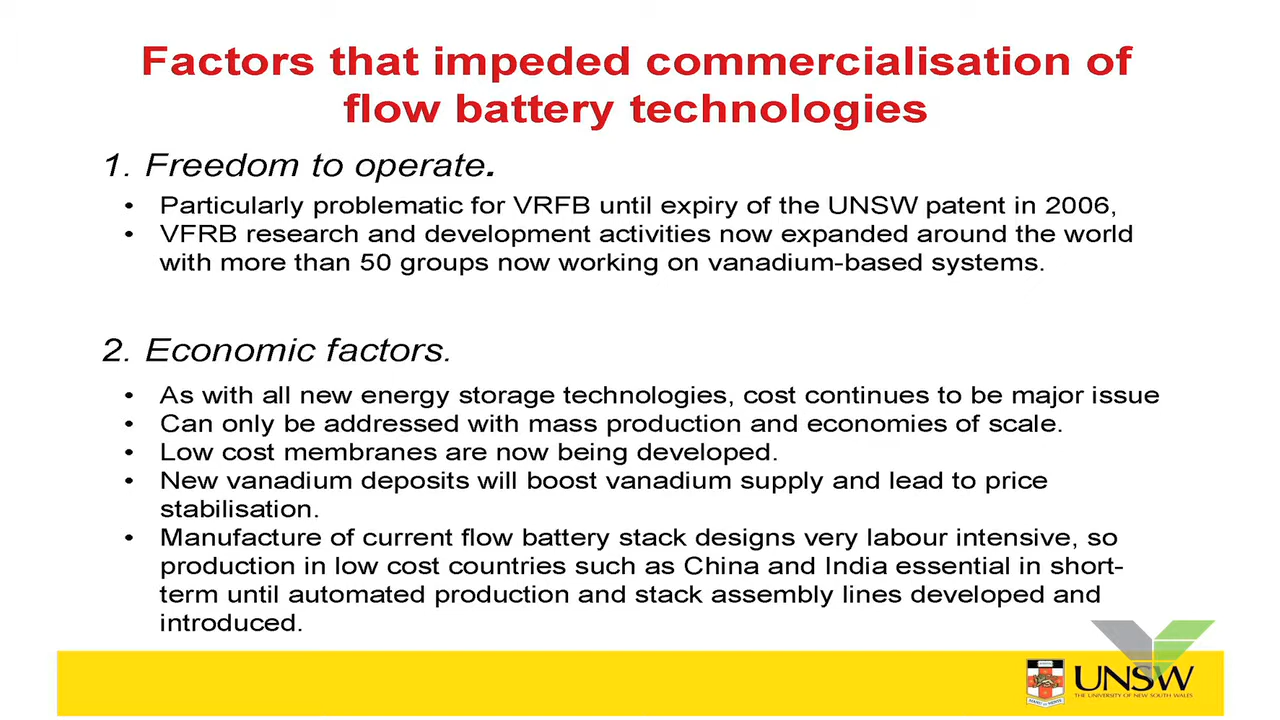 Factors that impeded commercialisation of
flow battery technologies
1. Freedom to operate.
• Particularly problematic for VRFB until expiry of the UNSW patent in 2006,
• VFRB research and development activities now expanded around the world
with more than 50 groups now working on vanadium-based systems.
2. Economic factors.
• As with all new energy storage technologies, cost continues to be major issue
• Can only be addressed with mass production and economies of scale.
• Low cost membranes are now being developed.
• New vanadium deposits will boost vanadium supply and lead to price
stabilisation.
• Manufacture of current flow battery stack designs very labour intensive, so
production in low cost countries such as China and India essential in short-
term until automated production and stack assembly lines developed and
introduced.
UNSW
THE UNIVERSITY OF NEW SOUTH WALES